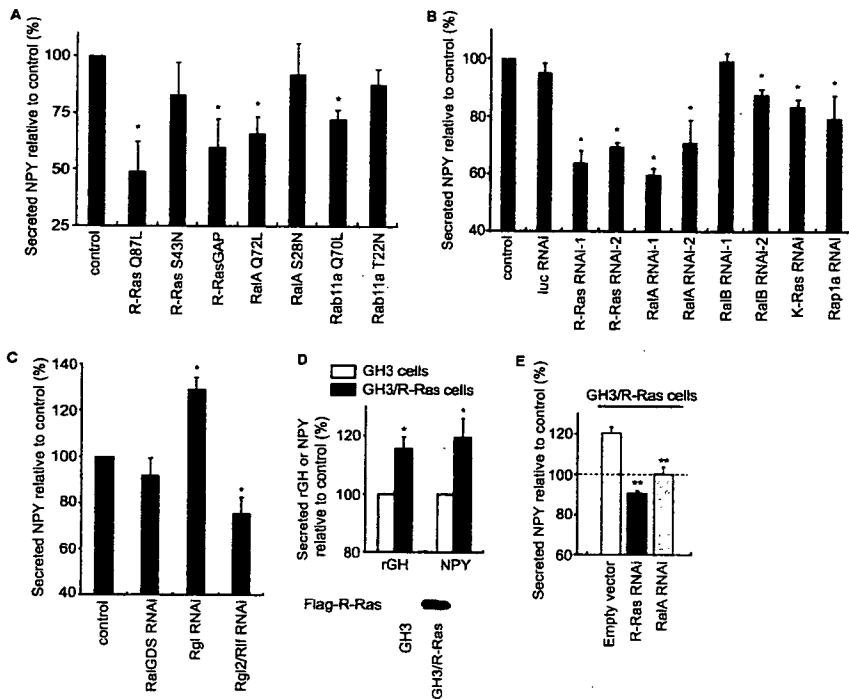 A
Secreted NPY relative to control (%)
100
75
50
25
*
*
*
*
control
R-Ras Q87L
R-Ras S43N
R-RasGAP
RalA Q72L
RalA S28N
Rab11a Q70L
Rab11a T22N
B
Secreted NPY relative to control (%)
100
80
60
40
*
*
*
*
*
*
*
control
luc RNAi
R-Ras RNAi-1
R-Ras RNAi-2
RalA RNAi-1
RalA RNAi-2
RalB RNAi-1
RalB RNAi-2
K-Ras RNAi
Rap1a RNAi
C
Secreted NPY relative to control (%)
140
120
100
80
60
40
*
*
control
RalGDS RNAi
Rgl RNAi
Rgl2/Rlf RNAi
D
GH3 cells
GH3/R-Ras cells
Secreted rGH or NPY
relative to control (%)
120
100
80
*
*
rGH
NPY
Flag-R-Ras
GH3
GH3/R-Ras
E
GH3/R-Ras cells
Secreted NPY relative to control (%)
120
100
80
60
**
**
Empty vector
R-Ras RNAi
RalA RNAi